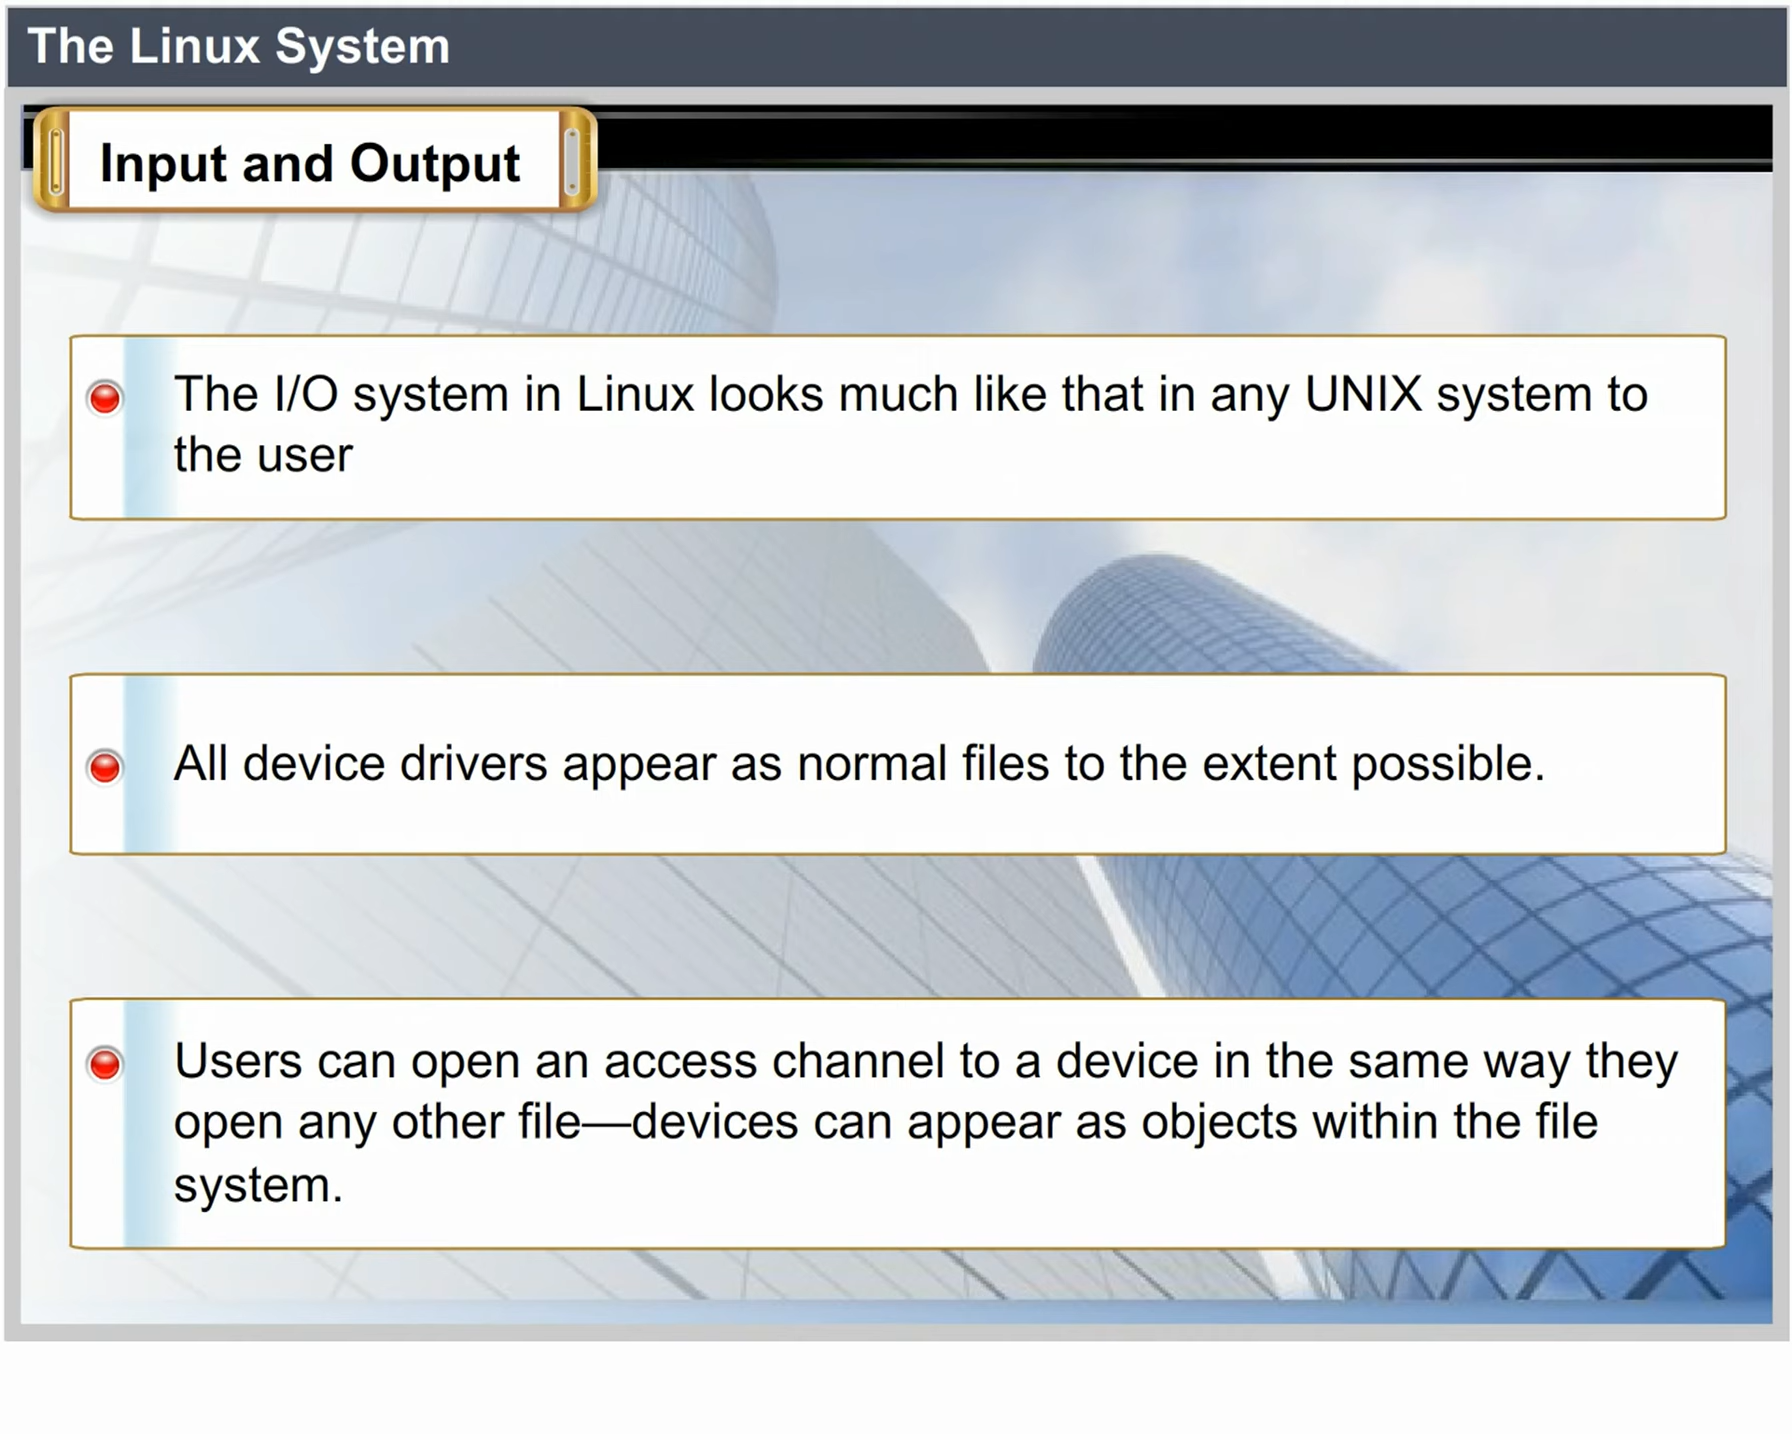 The Linux System
Input and Output
The I/O system in Linux looks much like that in any UNIX system to
the user
All device drivers appear as normal files to the extent possible.
Users can open an access channel to a device in the same way they
open any other file—devices can appear as objects within the file
system.